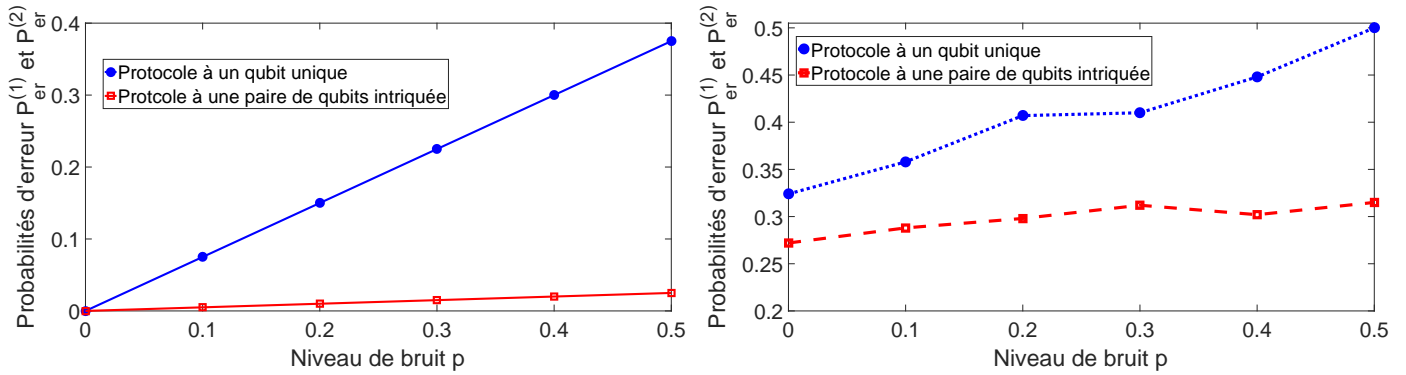 Probabilités d'erreur P_er^(1) et P_er^(2)
0.4
0.3
0.2
0.1
0
Protocole à un qubit unique
Protcole à une paire de qubits intriquée
0 0.1 0.2 0.3 0.4 0.5
Niveau de bruit p
Probabilités d'erreur P_er^(1) et P_er^(2)
0.5
0.45
0.4
0.35
0.3
0.25
0.2
Protocole à un qubit unique
Protocole à une paire de qubits intriquée
0 0.1 0.2 0.3 0.4 0.5
Niveau de bruit p